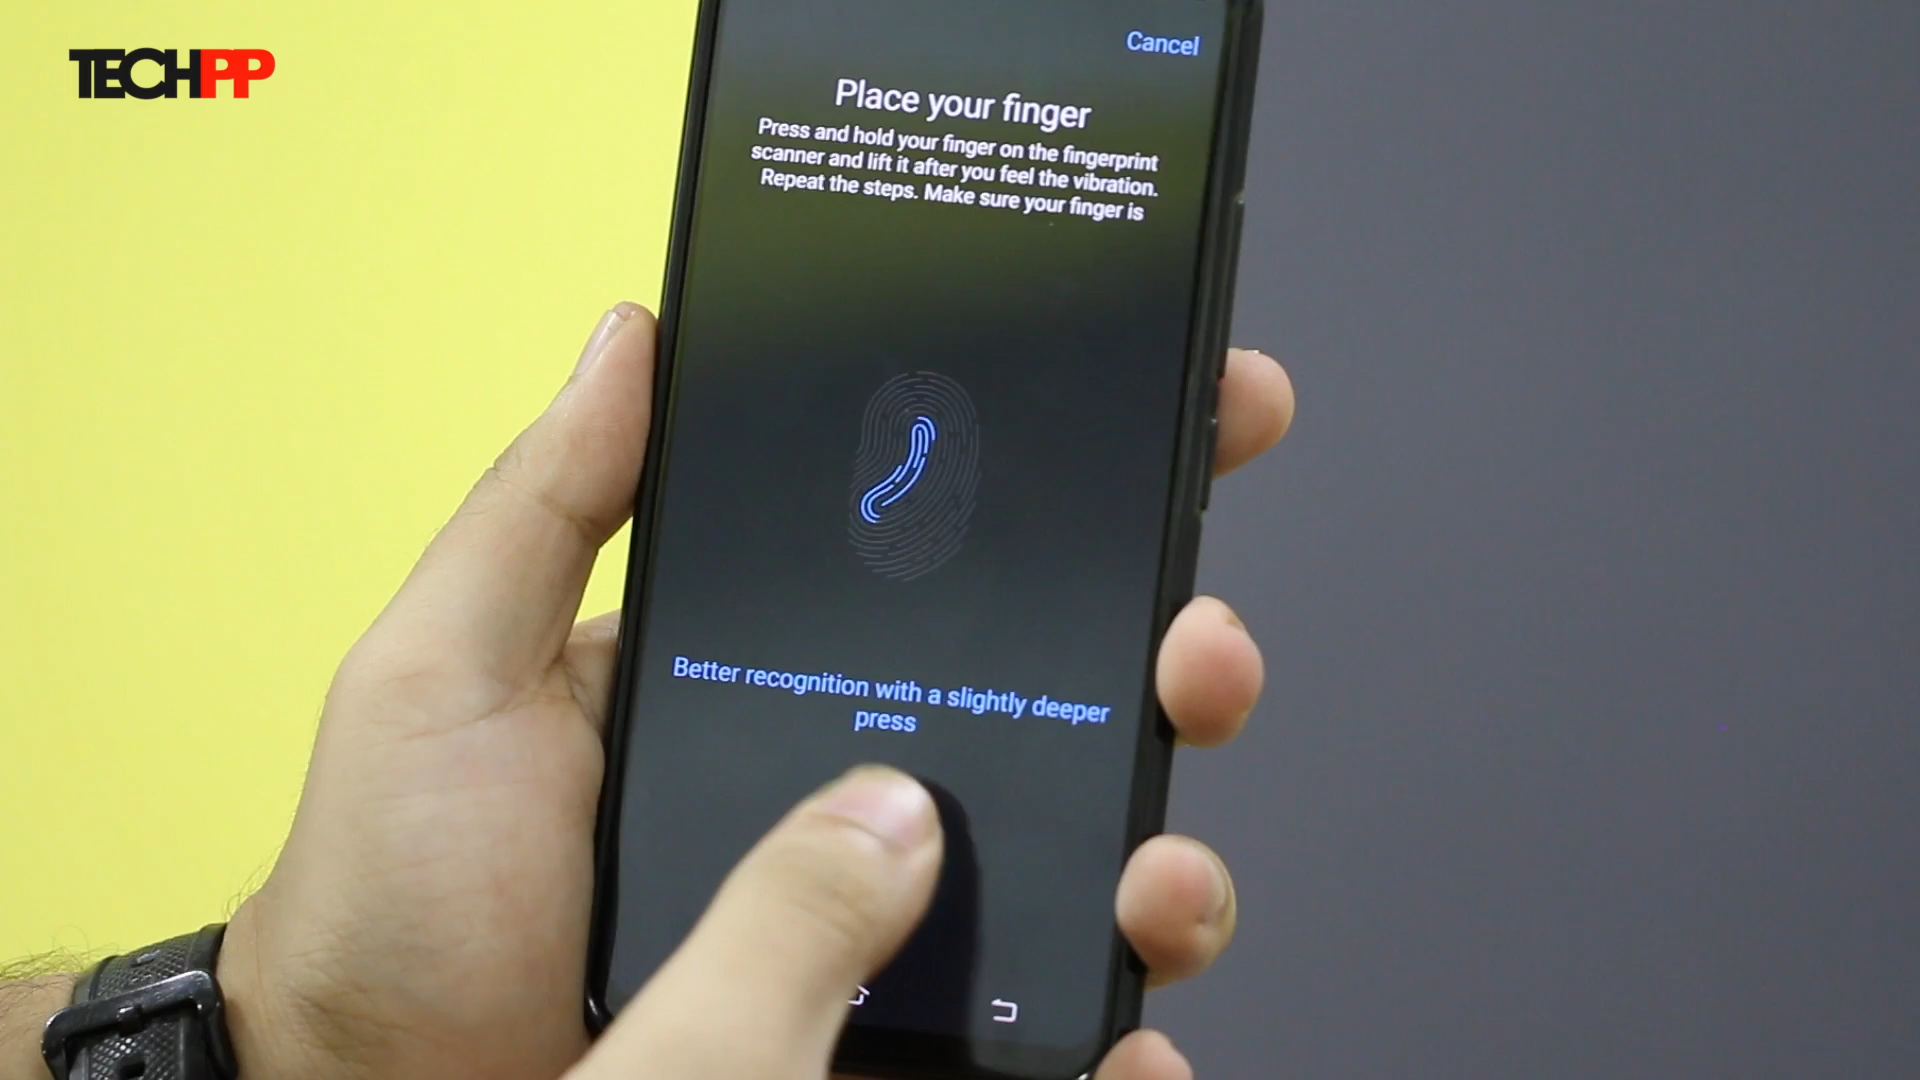 TECHPP
Cancel
Place your finger
Press and hold your finger on the fingerprint
scanner and lift it after you feel the vibration.
Repeat the steps. Make sure your finger is
Better recognition with a slightly deeper
press